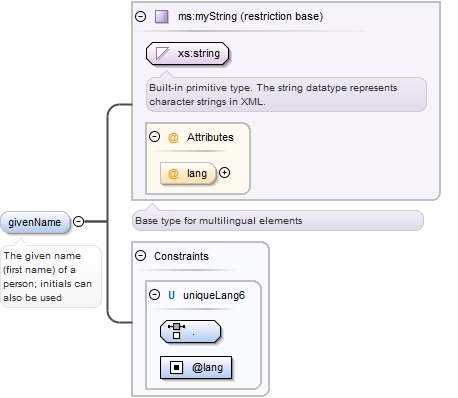 ms:myString (restriction base)
xs:string
Built-in primitive type. The string datatype represents
character strings in XML.
@ Attributes
@ lang
Base type for multilingual elements
givenName
The given name
(first name) of a
person; initials can
also be used
Constraints
U uniqueLang6
.
@lang